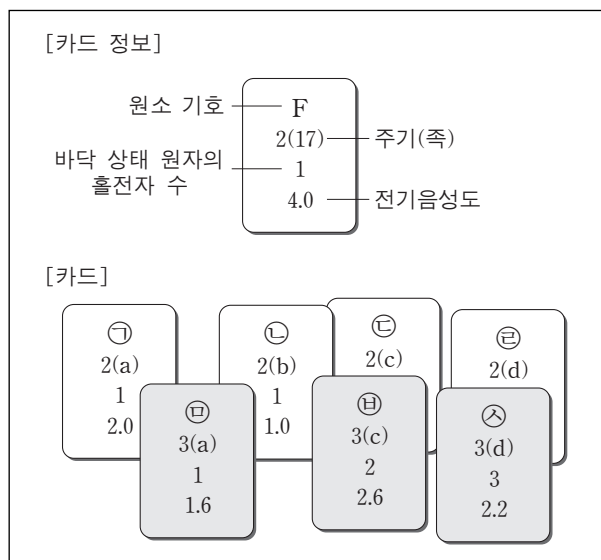 [카드 정보]
원소 기호
F
2(17)
주기(족)
바닥 상태 원자의
홀전자 수
1
4.0
전기음성도
[카드]
㉠
2(a)
1
2.0
㉡
2(b)
1
1.0
㉢
2(c)
㉣
2(d)
㉤
3(a)
1
1.6
㉥
3(c)
2
2.6
㉦
3(d)
3
2.2